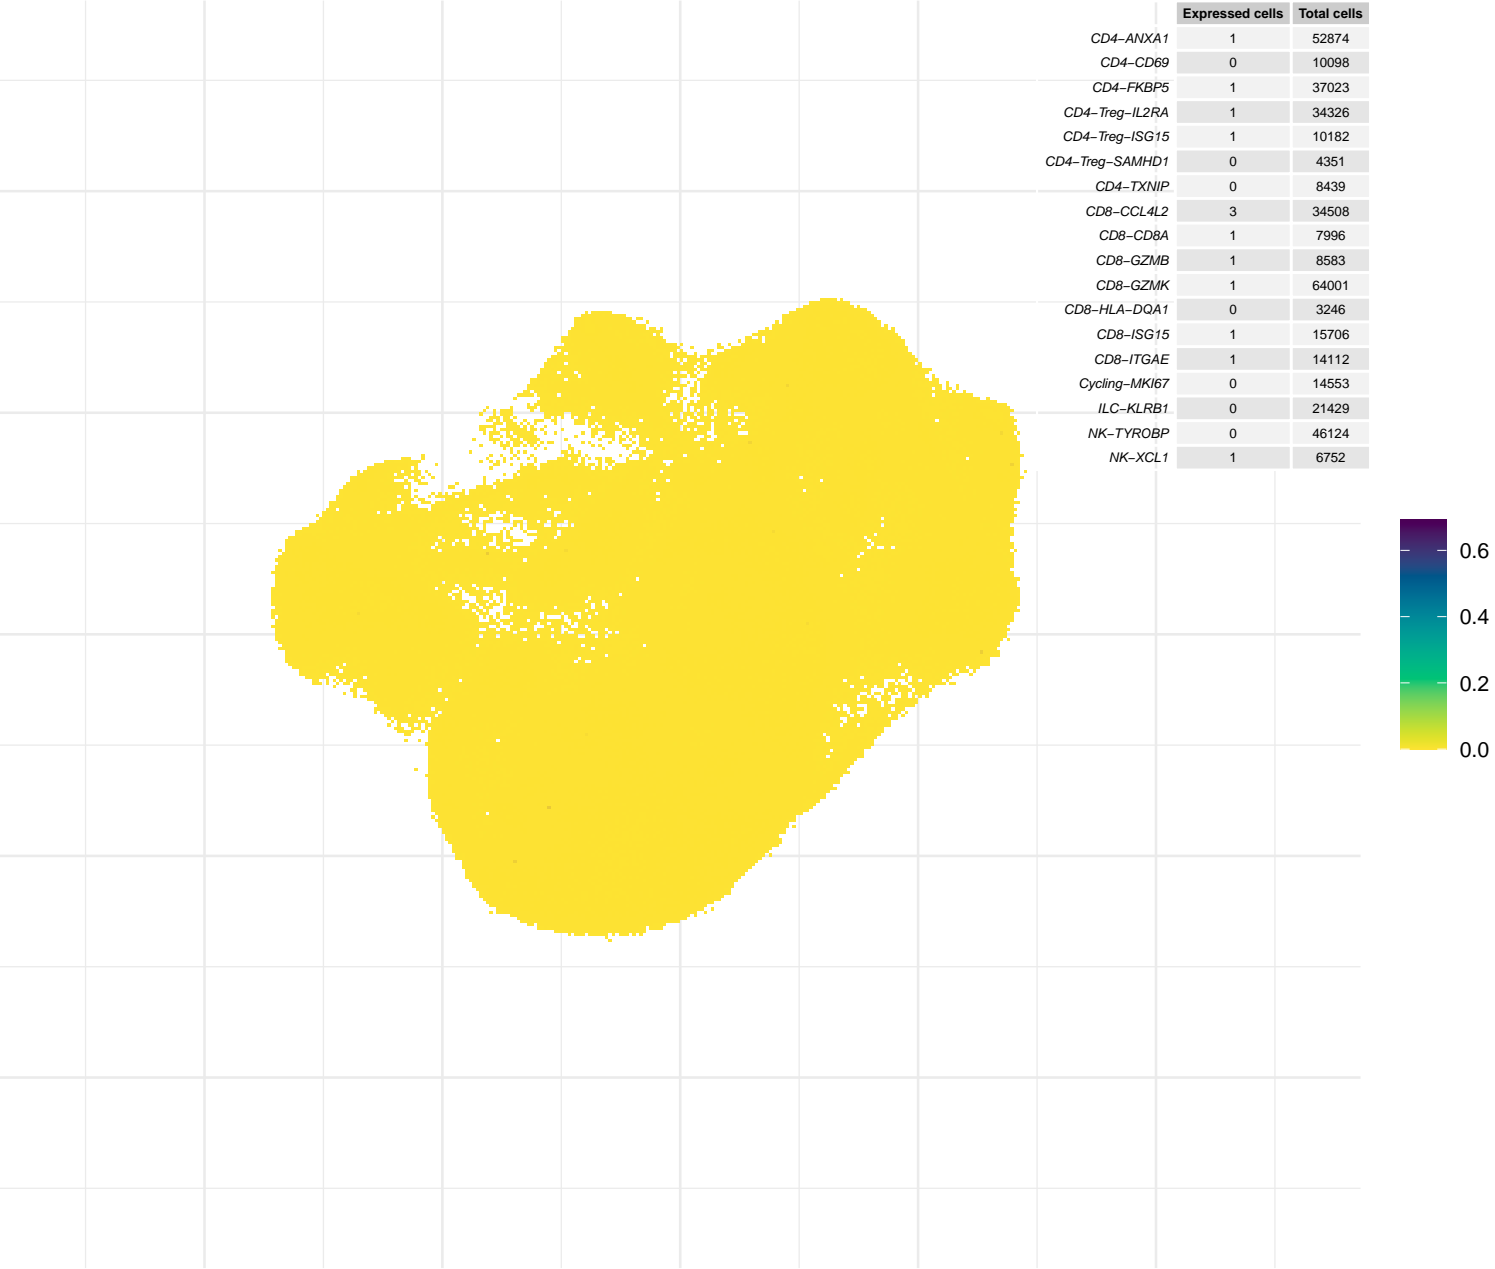 Expressed cells Total cells
CD4−ANXA1 1 52874
CD4−CD69 0 10098
CD4−FKBP5 1 37023
CD4−Treg−IL2RA 1 34326
CD4−Treg−ISG15 1 10182
CD4−Treg−SAMHD1 0 4351
CD4−TXNIP 0 8439
CD8−CCL4L2 3 34508
CD8−CD8A 1 7996
CD8−GZMB 1 8583
CD8−GZMK 1 64001
CD8−HLA−DQA1 0 3246
CD8−ISG15 1 15706
CD8−ITGAE 1 14112
Cycling−MKI67 0 14553
ILC−KLRB1 0 21429
NK−TYROBP 0 46124
NK−XCL1 1 6752
0.6
0.4
0.2
0.0